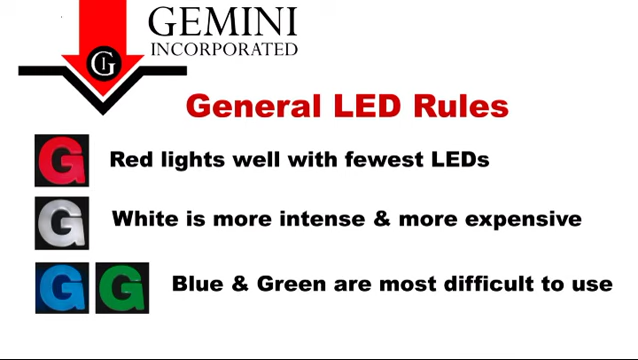 GEMINI
INCORPORATED
G
General LED Rules
G
Red lights well with fewest LEDs
G
White is more intense & more expensive
G G
Blue & Green are most difficult to use